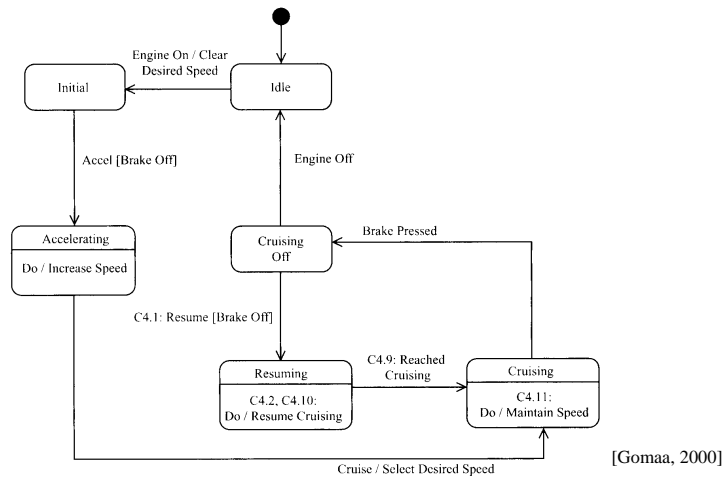 Engine On / Clear
Desired Speed
Initial
Idle
Accel [Brake Off]
Engine Off
Accelerating
Do / Increase Speed
Cruising
Off
Brake Pressed
C4.1: Resume [Brake Off]
Resuming
C4.2, C4.10:
Do / Resume Cruising
C4.9: Reached
Cruising
Cruising
C4.11:
Do / Maintain Speed
Cruise / Select Desired Speed
[Gomaa, 2000]